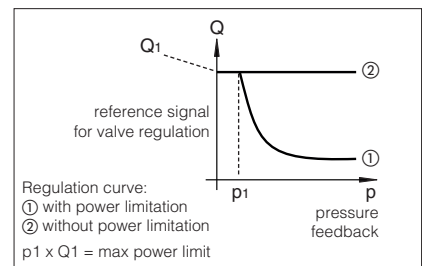 Q
Q1
②
reference signal
for valve regulation
①
p1
p
pressure
feedback
Regulation curve:
① with power limitation
② without power limitation
p1 x Q1 = max power limit